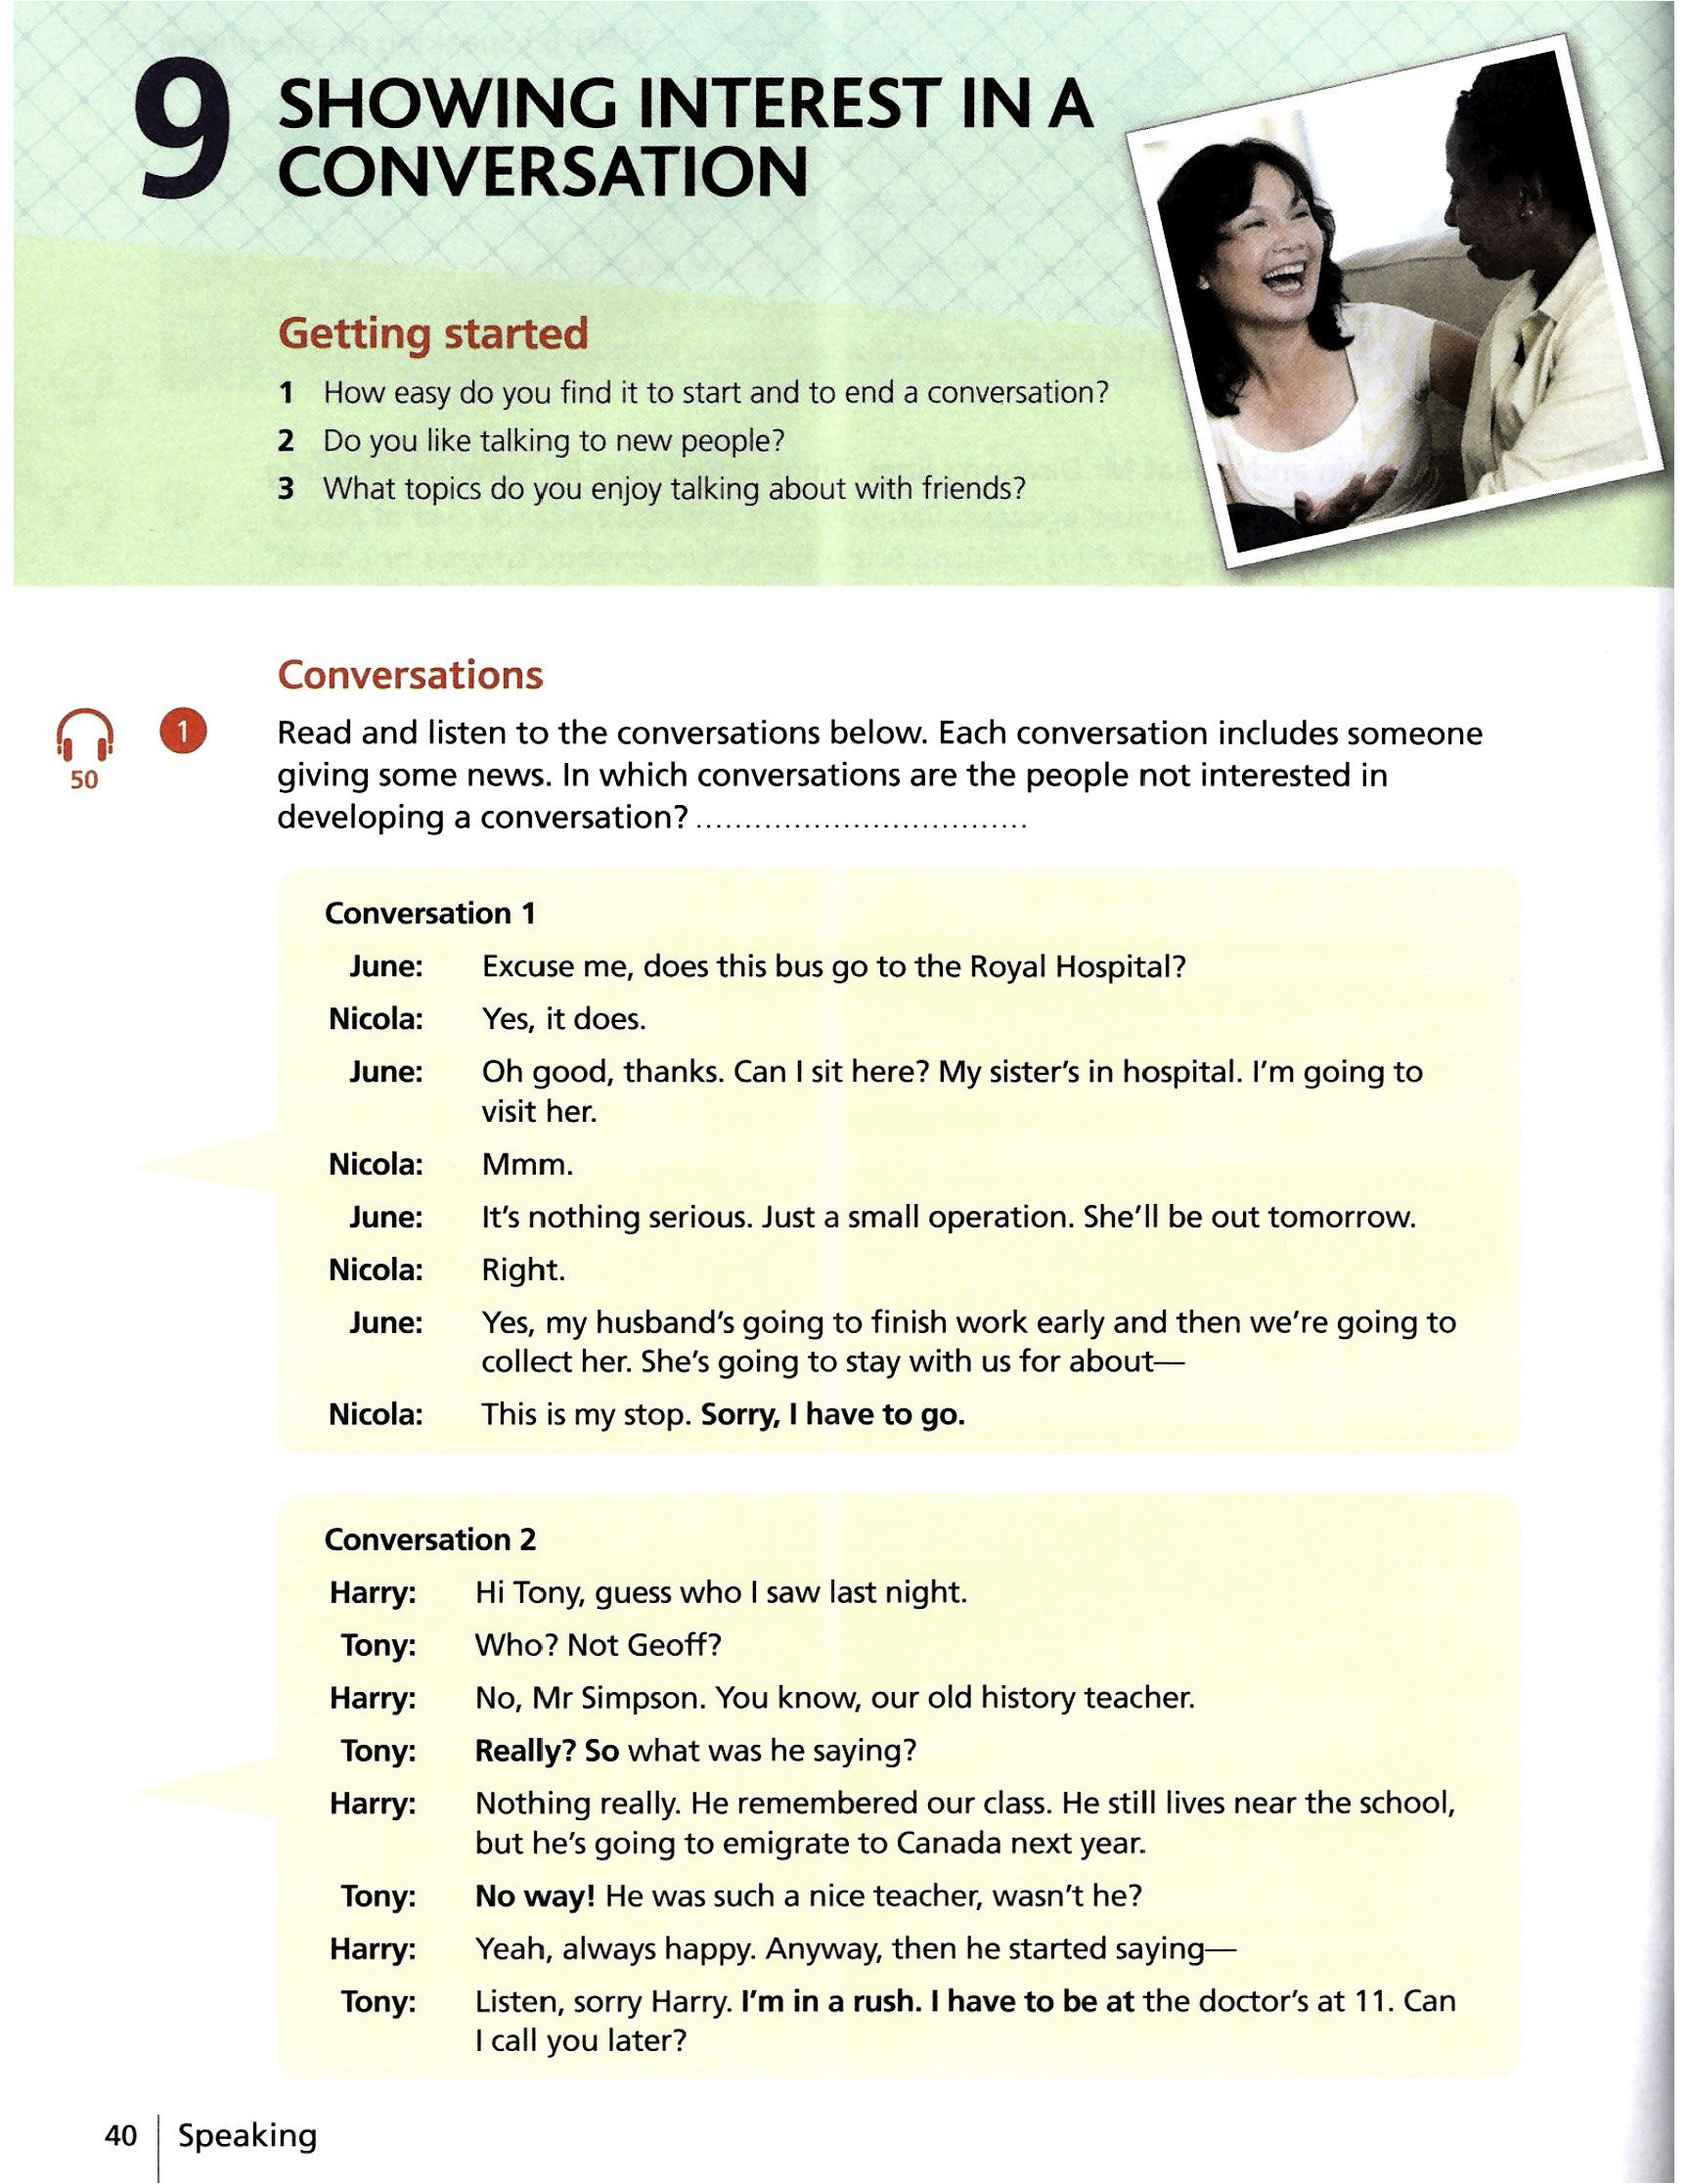 9
SHOWING INTEREST IN A
CONVERSATION
Getting started
1 How easy do you find it to start and to end a conversation?
2 Do you like talking to new people?
3 What topics do you enjoy talking about with friends?
Conversations
50
1
Read and listen to the conversations below. Each conversation includes someone
giving some news. In which conversations are the people not interested in
developing a conversation? ..................................
Conversation 1
June: Excuse me, does this bus go to the Royal Hospital?
Nicola: Yes, it does.
June: Oh good, thanks. Can I sit here? My sister's in hospital. I'm going to
visit her.
Nicola: Mmm.
June: It's nothing serious. Just a small operation. She'll be out tomorrow.
Nicola: Right.
June: Yes, my husband's going to finish work early and then we're going to
collect her. She's going to stay with us for about—
Nicola: This is my stop. Sorry, I have to go.
Conversation 2
Harry: Hi Tony, guess who I saw last night.
Tony: Who? Not Geoff?
Harry: No, Mr Simpson. You know, our old history teacher.
Tony: Really? So what was he saying?
Harry: Nothing really. He remembered our class. He still lives near the school,
but he's going to emigrate to Canada next year.
Tony: No way! He was such a nice teacher, wasn't he?
Harry: Yeah, always happy. Anyway, then he started saying—
Tony: Listen, sorry Harry. I'm in a rush. I have to be at the doctor's at 11. Can
I call you later?
40 Speaking